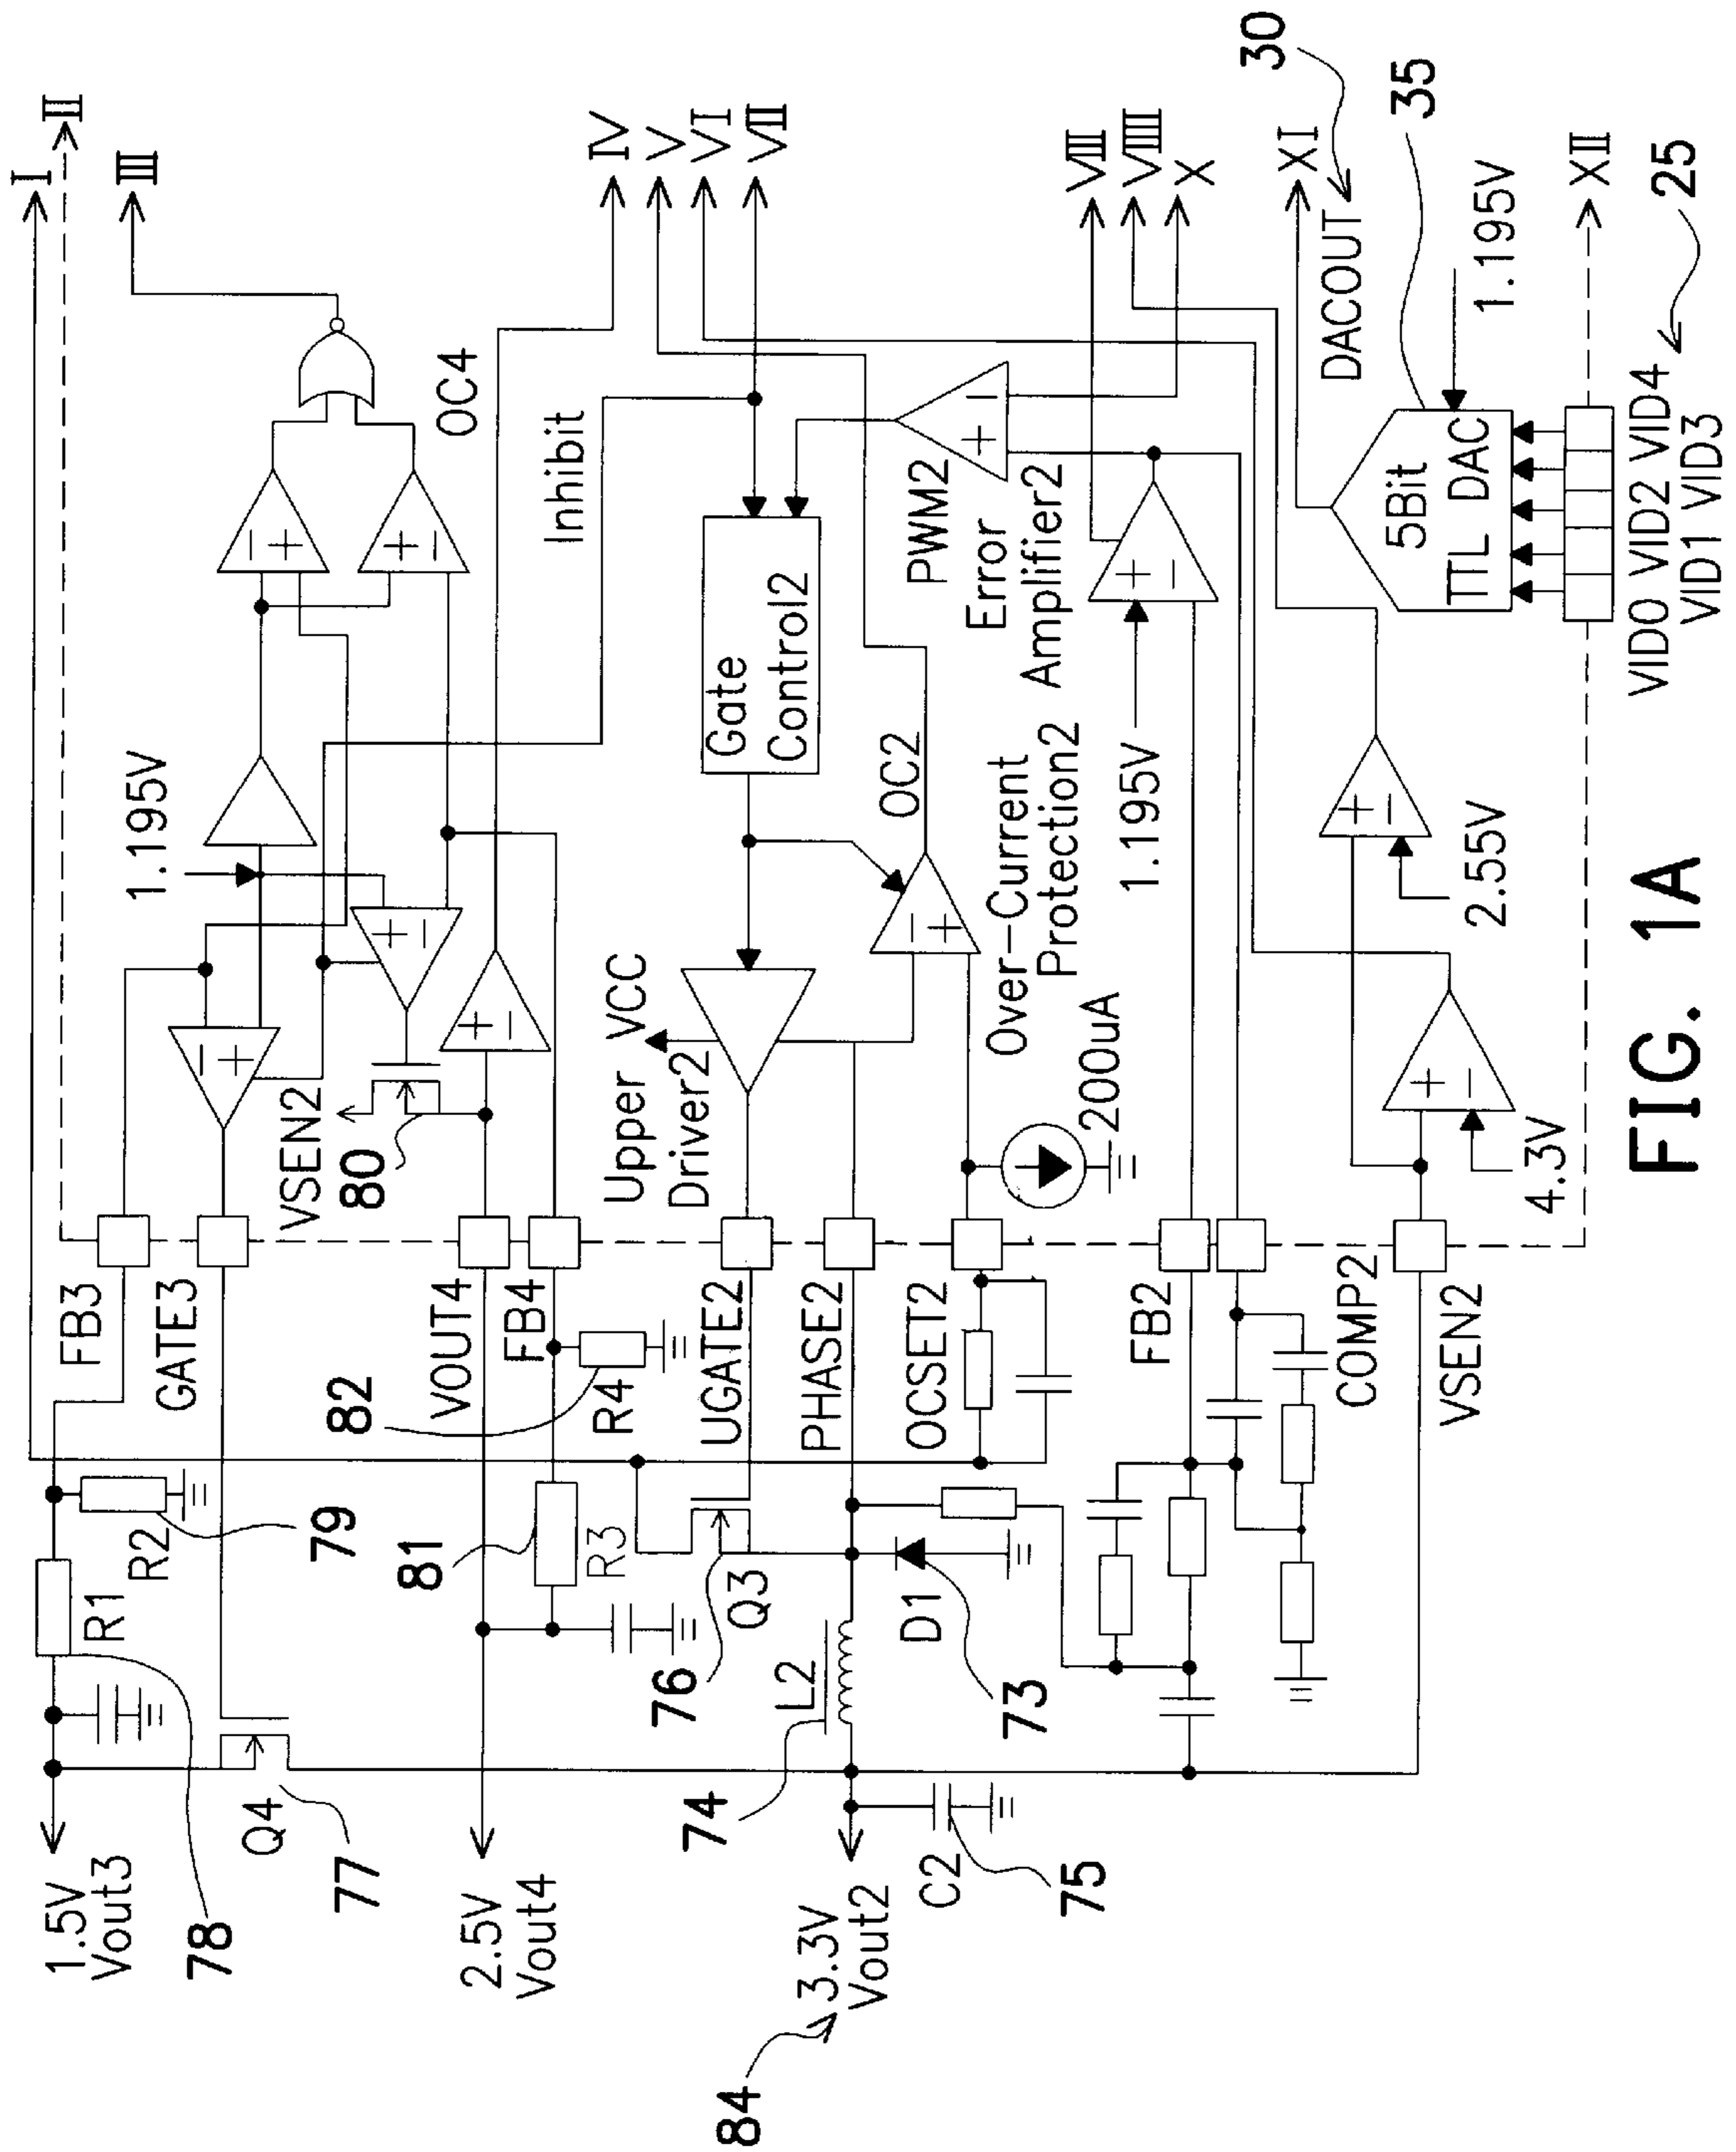 I
II
III
IV
V
VI
VII
VIII
VIII
X
XI
XII
30
35
25
DACOUT
1.195V
5Bit
TTL DAC
VID0 VID2 VID4
VID1 VID3
OC4
Inhibit
PWM2
Error
Amplifier2
1.195V
Gate
Control2
OC2
Over-Current
Protection2
1.195V
2.55V
4.3V
200uA
VCC
Upper
Driver2
VSEN2
80
FB3
GATE3
VOUT4
FB4
UGATE2
PHASE2
OCSET2
FB2
COMP2
VSEN2
82
R4
R2
79
R1
81
R3
Q3
76
D1
73
L2
74
C2
75
Q4
77
78
1.5V
Vout3
2.5V
Vout4
3.3V
Vout2
84
+
−
+
−
+
−
+
−
+
−
+
−
+
−
+
−
+
−
+
−
FIG. 1A